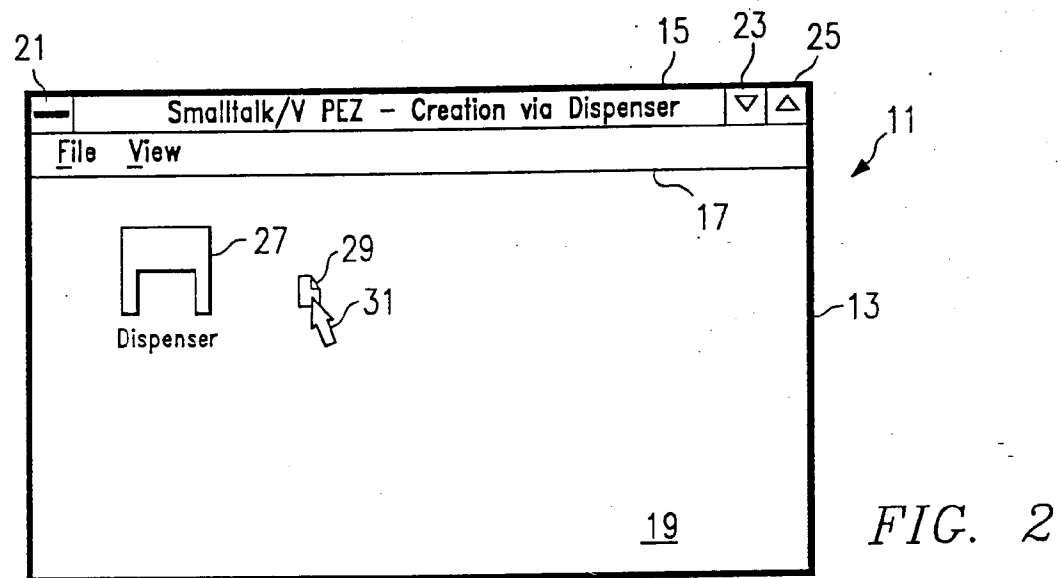 21
15
23
25
Smalltalk/V PEZ - Creation via Dispenser
11
File View
17
27
29
31
13
Dispenser
19
FIG. 2